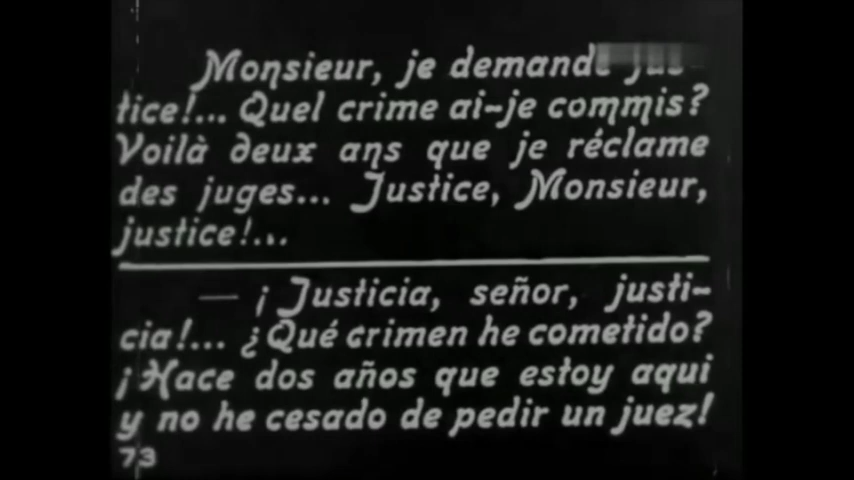 Monsieur, je demande jus-
tice!... Quel crime ai-je commis?
Voilà deux ans que je réclame
des juges... Justice, Monsieur,
justice!...
— ¡Justicia, señor, justi-
cia!... ¿Qué crimen he cometido?
¡Hace dos años que estoy aqui
y no he cesado de pedir un juez!
73